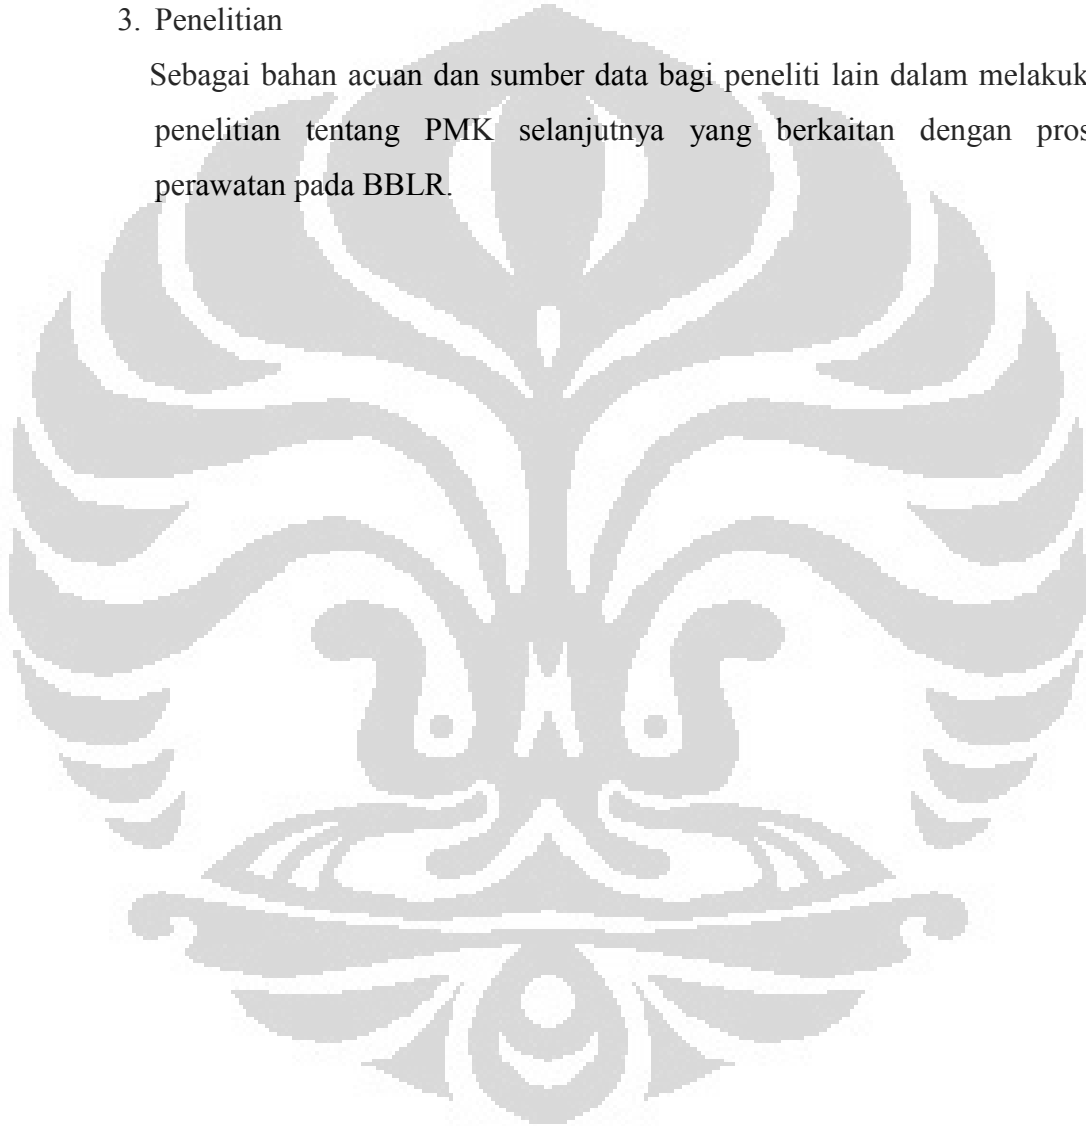 3. Penelitian
Sebagai bahan acuan dan sumber data bagi peneliti lain dalam melakuk
penelitian tentang PMK selanjutnya yang berkaitan dengan pros
perawatan pada BBLR.